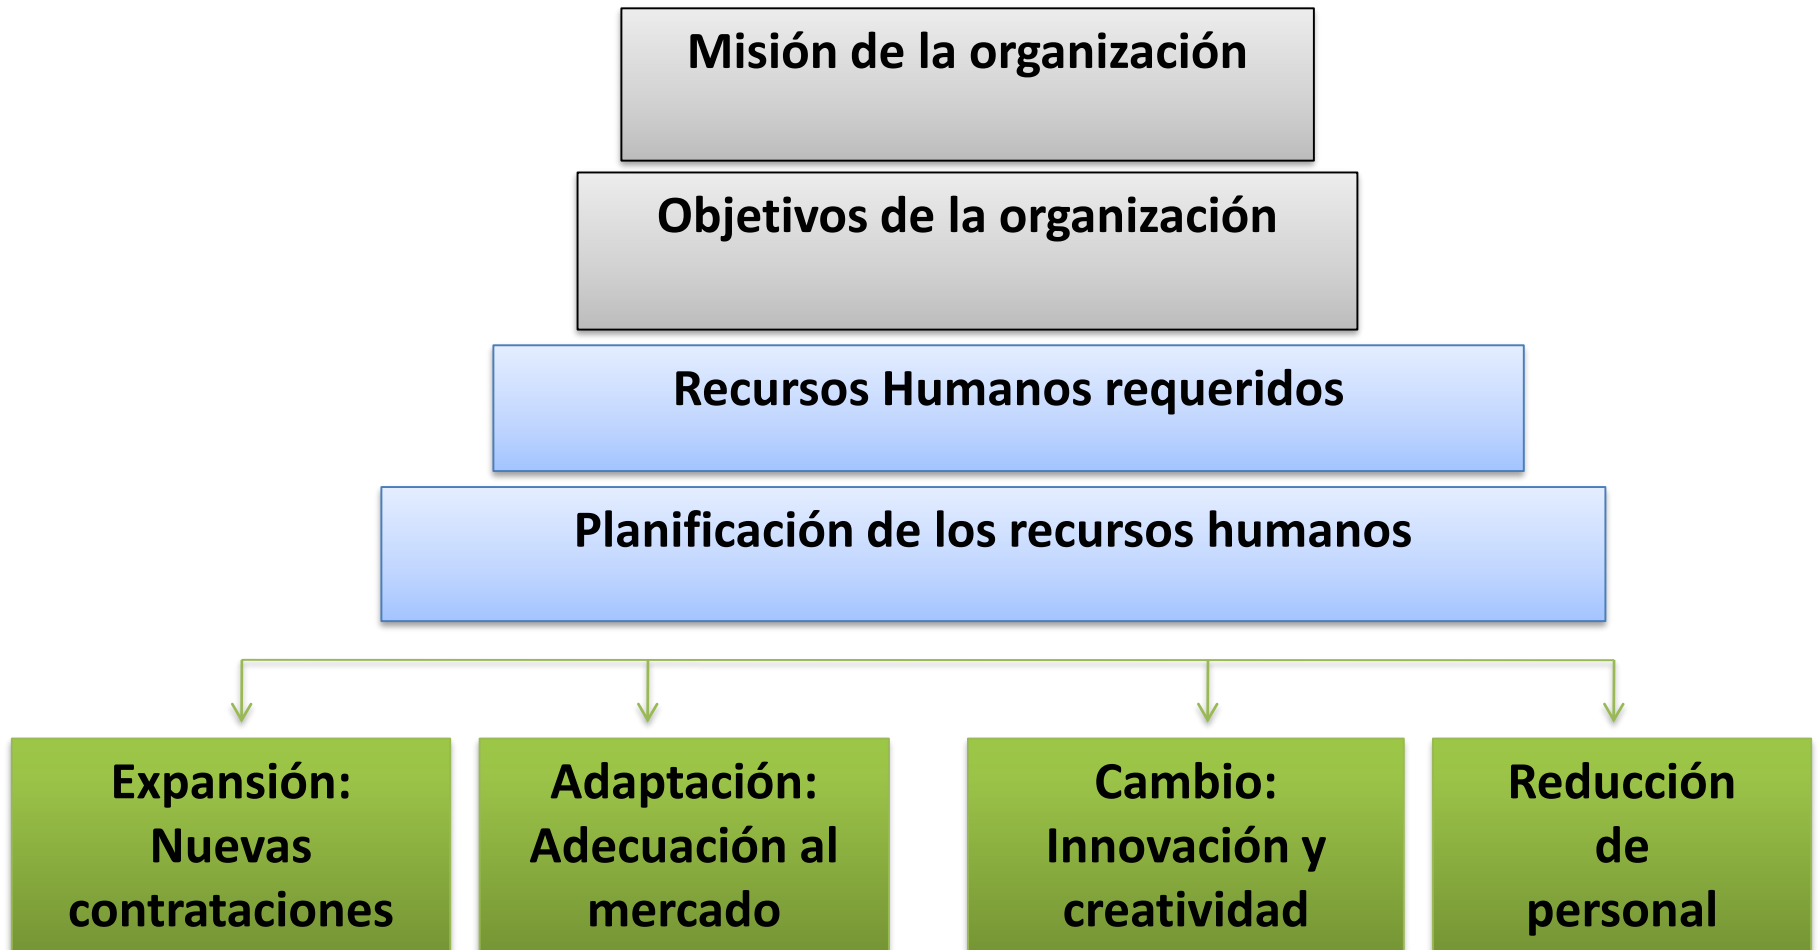 Misión de la organización
Objetivos de la organización
Recursos Humanos requeridos
Planificación de los recursos humanos
Expansión:
Nuevas
contrataciones
Adaptación:
Adecuación al
mercado
Cambio:
Innovación y
creatividad
Reducción
de
personal